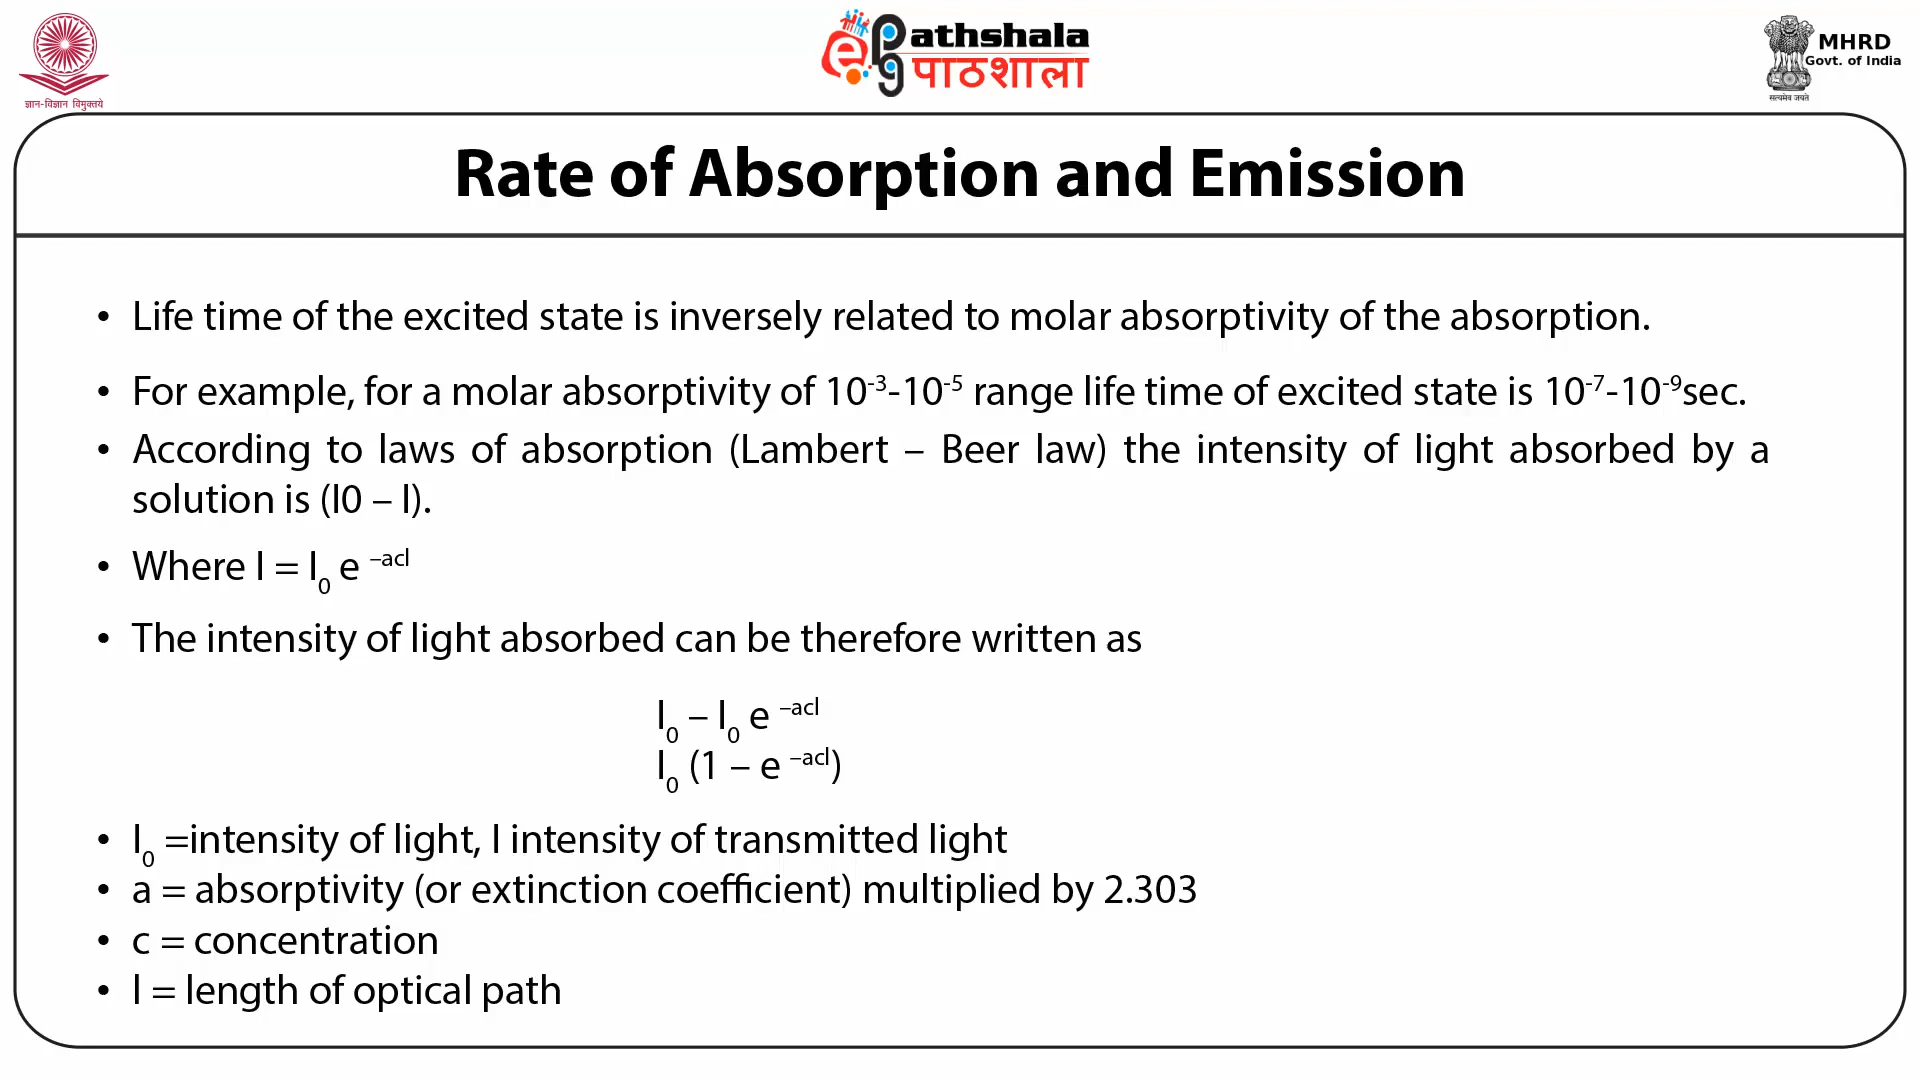 ज्ञान-विज्ञान विमुक्तये
ePg Pathshala
पाठशाला
MHRD
Govt. of India
सत्यमेव जयते
Rate of Absorption and Emission
• Life time of the excited state is inversely related to molar absorptivity of the absorption.
• For example, for a molar absorptivity of 10⁻³-10⁻⁵ range life time of excited state is 10⁻⁷-10⁻⁹sec.
• According to laws of absorption (Lambert – Beer law) the intensity of light absorbed by a
solution is (I0 – I).
• Where I = I₀ e ⁻ᵃᶜˡ
• The intensity of light absorbed can be therefore written as
I₀ – I₀ e ⁻ᵃᶜˡ
I₀ (1 – e ⁻ᵃᶜˡ)
• I₀ =intensity of light, I intensity of transmitted light
• a = absorptivity (or extinction coefficient) multiplied by 2.303
• c = concentration
• l = length of optical path